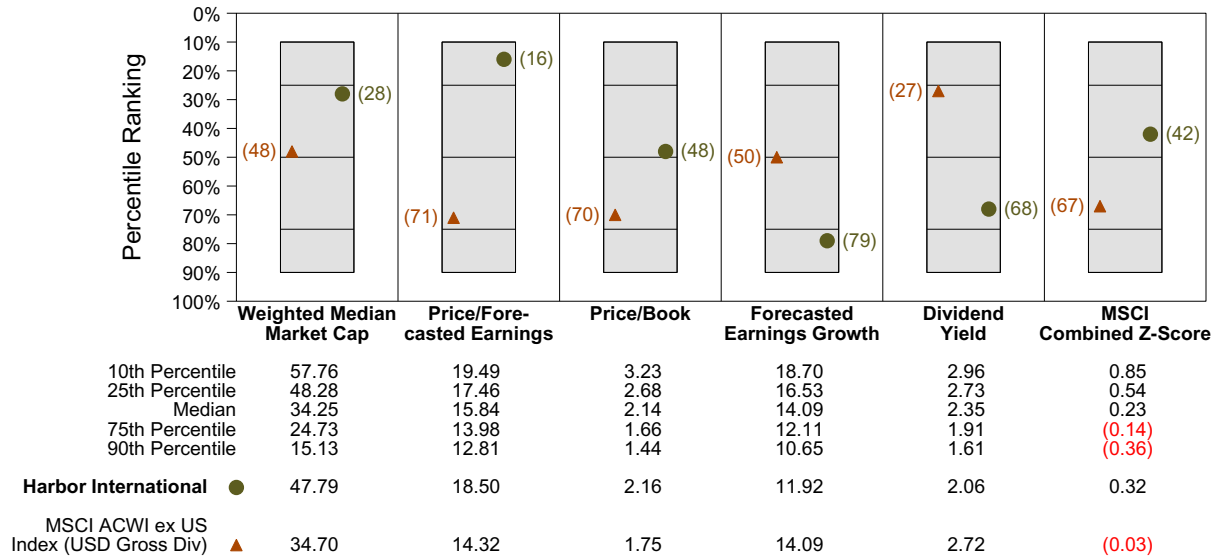 0%
10%
20%
30%
40%
50%
60%
70%
80%
90%
100%
Percentile Ranking
(28)
(48)
(16)
(71)
(48)
(70)
(50)
(79)
(27)
(68)
(42)
(67)
Weighted Median Market Cap
Price/Fore-casted Earnings
Price/Book
Forecasted Earnings Growth
Dividend Yield
MSCI Combined Z-Score
10th Percentile 57.76 19.49 3.23 18.70 2.96 0.85
25th Percentile 48.28 17.46 2.68 16.53 2.73 0.54
Median 34.25 15.84 2.14 14.09 2.35 0.23
75th Percentile 24.73 13.98 1.66 12.11 1.91 (0.14)
90th Percentile 15.13 12.81 1.44 10.65 1.61 (0.36)
Harbor International 47.79 18.50 2.16 11.92 2.06 0.32
MSCI ACWI ex US
Index (USD Gross Div) 34.70 14.32 1.75 14.09 2.72 (0.03)